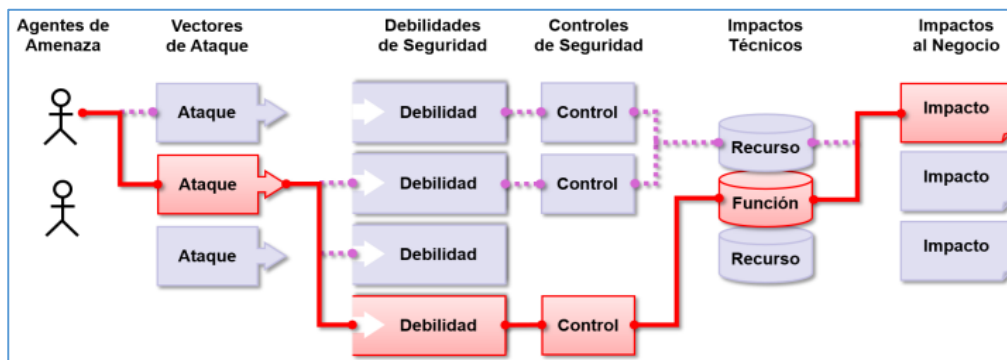 Agentes de
Amenaza
Vectores
de Ataque
Debilidades
de Seguridad
Controles
de Seguridad
Impactos
Técnicos
Impactos
al Negocio
Ataque
Debilidad
Control
Recurso
Impacto
Ataque
Debilidad
Control
Función
Impacto
Ataque
Debilidad
Recurso
Impacto
Debilidad
Control